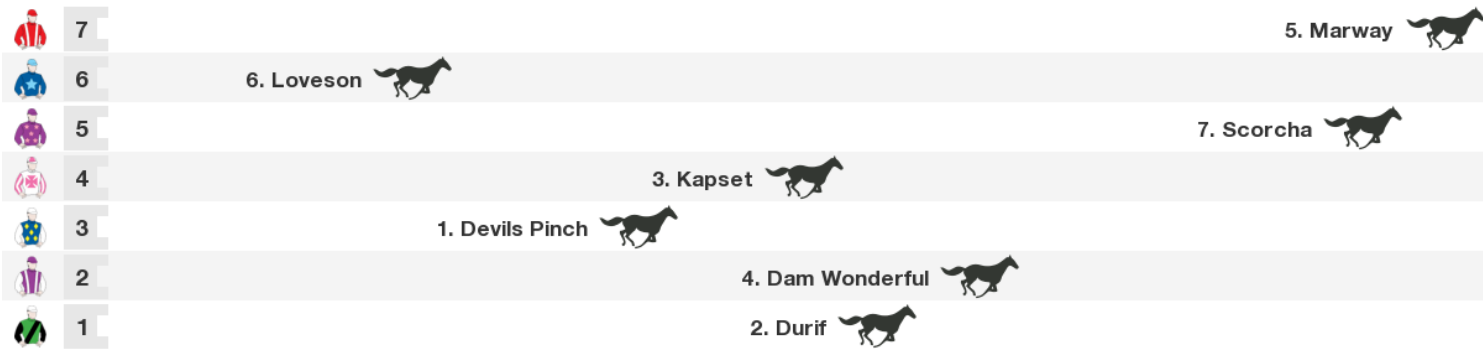 7 5. Marway
6 6. Loveson
5 7. Scorcha
4 3. Kapset
3 1. Devils Pinch
2 4. Dam Wonderful
1 2. Durif